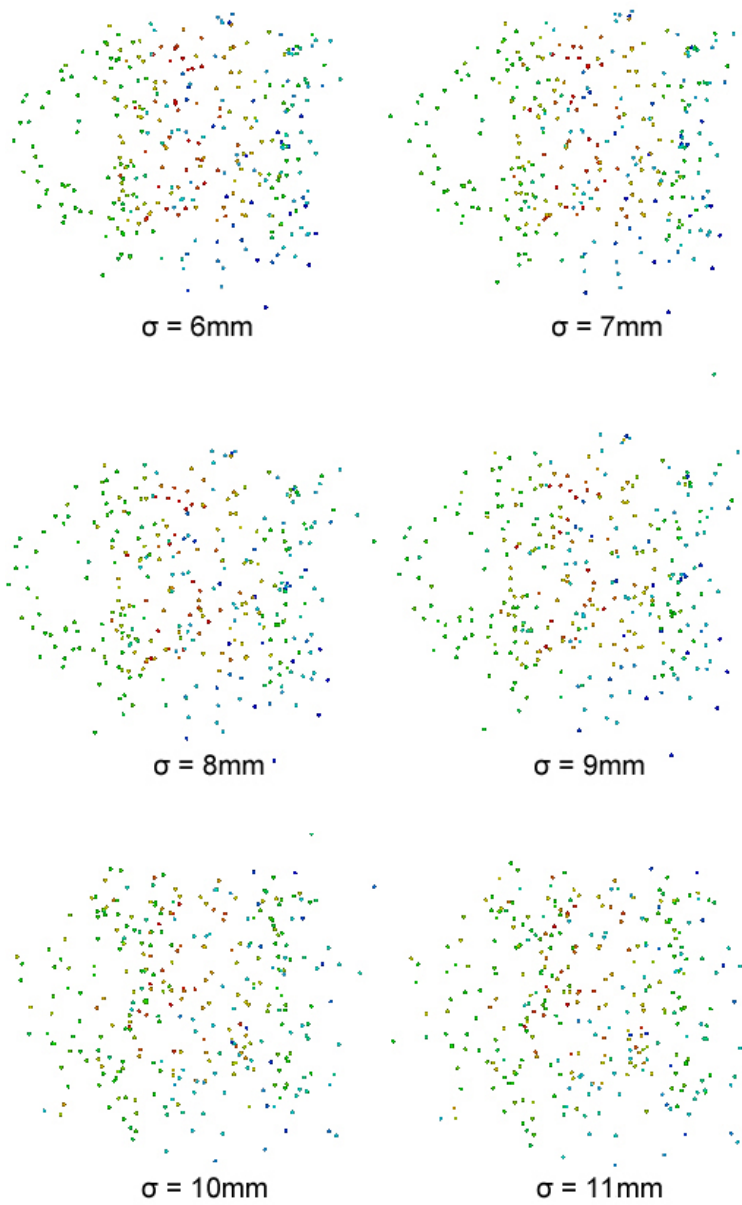 σ = 6mm
σ = 7mm
σ = 8mm
σ = 9mm
σ = 10mm
σ = 11mm